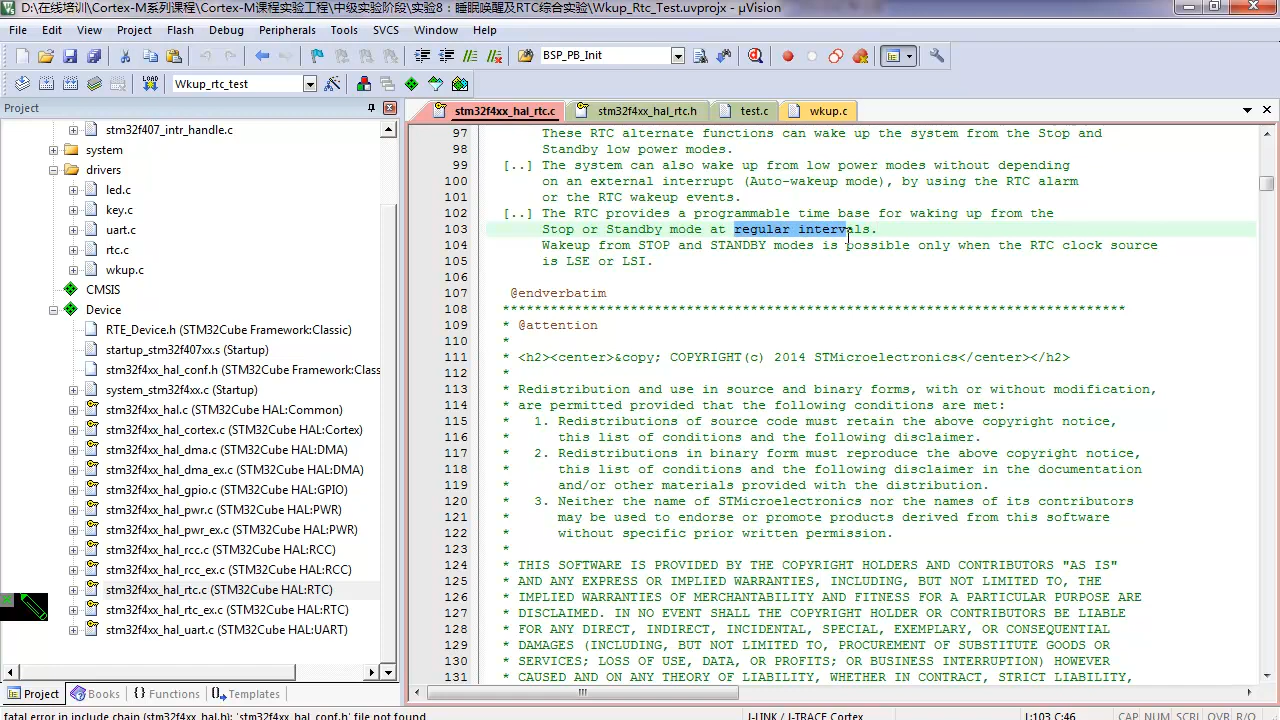 D:\在线培训\Cortex-M系列课程\Cortex-M课程实验工程\中级实验阶段\实验8：睡眠唤醒及RTC综合实验\Wkup_Rtc_Test.uvprojx - µVision
File Edit View Project Flash Debug Peripherals Tools SVCS Window Help
BSP_PB_Init
LOAD
Wkup_rtc_test
Project
stm32f4xx_hal_rtc.c stm32f4xx_hal_rtc.h test.c wkup.c
stm32f407_intr_handle.c
system
drivers
led.c
key.c
uart.c
rtc.c
wkup.c
CMSIS
Device
RTE_Device.h (STM32Cube Framework:Classic)
startup_stm32f407xx.s (Startup)
stm32f4xx_hal_conf.h (STM32Cube Framework:Class
system_stm32f4xx.c (Startup)
stm32f4xx_hal.c (STM32Cube HAL:Common)
stm32f4xx_hal_cortex.c (STM32Cube HAL:Cortex)
stm32f4xx_hal_dma.c (STM32Cube HAL:DMA)
stm32f4xx_hal_dma_ex.c (STM32Cube HAL:DMA)
stm32f4xx_hal_gpio.c (STM32Cube HAL:GPIO)
stm32f4xx_hal_pwr.c (STM32Cube HAL:PWR)
stm32f4xx_hal_pwr_ex.c (STM32Cube HAL:PWR)
stm32f4xx_hal_rcc.c (STM32Cube HAL:RCC)
stm32f4xx_hal_rcc_ex.c (STM32Cube HAL:RCC)
stm32f4xx_hal_rtc.c (STM32Cube HAL:RTC)
stm32f4xx_hal_rtc_ex.c (STM32Cube HAL:RTC)
stm32f4xx_hal_uart.c (STM32Cube HAL:UART)
Project Books Functions Templates
97 These RTC alternate functions can wake up the system from the Stop and
98 Standby low power modes.
99 [..] The system can also wake up from low power modes without depending
100 on an external interrupt (Auto-wakeup mode), by using the RTC alarm
101 or the RTC wakeup events.
102 [..] The RTC provides a programmable time base for waking up from the
103 Stop or Standby mode at regular intervals.
104 Wakeup from STOP and STANDBY modes is possible only when the RTC clock source
105 is LSE or LSI.
106
107 @endverbatim
108 ******************************************************************************
109 * @attention
110 *
111 * <h2><center>&copy; COPYRIGHT(c) 2014 STMicroelectronics</center></h2>
112 *
113 * Redistribution and use in source and binary forms, with or without modification,
114 * are permitted provided that the following conditions are met:
115 * 1. Redistributions of source code must retain the above copyright notice,
116 * this list of conditions and the following disclaimer.
117 * 2. Redistributions in binary form must reproduce the above copyright notice,
118 * this list of conditions and the following disclaimer in the documentation
119 * and/or other materials provided with the distribution.
120 * 3. Neither the name of STMicroelectronics nor the names of its contributors
121 * may be used to endorse or promote products derived from this software
122 * without specific prior written permission.
123 *
124 * THIS SOFTWARE IS PROVIDED BY THE COPYRIGHT HOLDERS AND CONTRIBUTORS "AS IS"
125 * AND ANY EXPRESS OR IMPLIED WARRANTIES, INCLUDING, BUT NOT LIMITED TO, THE
126 * IMPLIED WARRANTIES OF MERCHANTABILITY AND FITNESS FOR A PARTICULAR PURPOSE ARE
127 * DISCLAIMED. IN NO EVENT SHALL THE COPYRIGHT HOLDER OR CONTRIBUTORS BE LIABLE
128 * FOR ANY DIRECT, INDIRECT, INCIDENTAL, SPECIAL, EXEMPLARY, OR CONSEQUENTIAL
129 * DAMAGES (INCLUDING, BUT NOT LIMITED TO, PROCUREMENT OF SUBSTITUTE GOODS OR
130 * SERVICES; LOSS OF USE, DATA, OR PROFITS; OR BUSINESS INTERRUPTION) HOWEVER
131 * CAUSED AND ON ANY THEORY OF LIABILITY, WHETHER IN CONTRACT, STRICT LIABILITY,
fatal error in include chain (stm32f4xx_hal.h): 'stm32f4xx_hal_conf.h' file not found J-LINK / J-TRACE Cortex L:103 C:46 CAP NUM SCRL OVR R/O